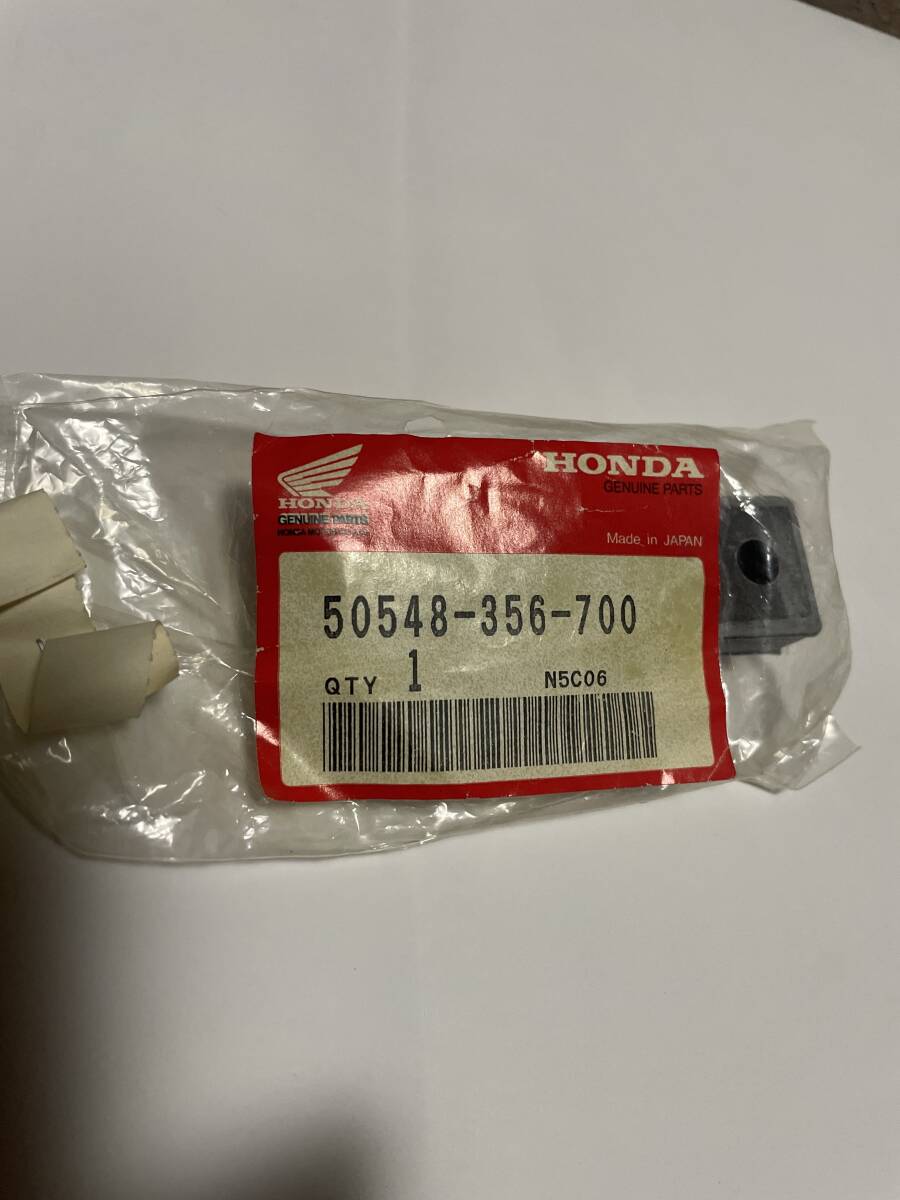 HONDA
GENUINE PARTS
HONDA
GENUINE PARTS
Made in JAPAN
50548-356-700
QTY 1 N5C06